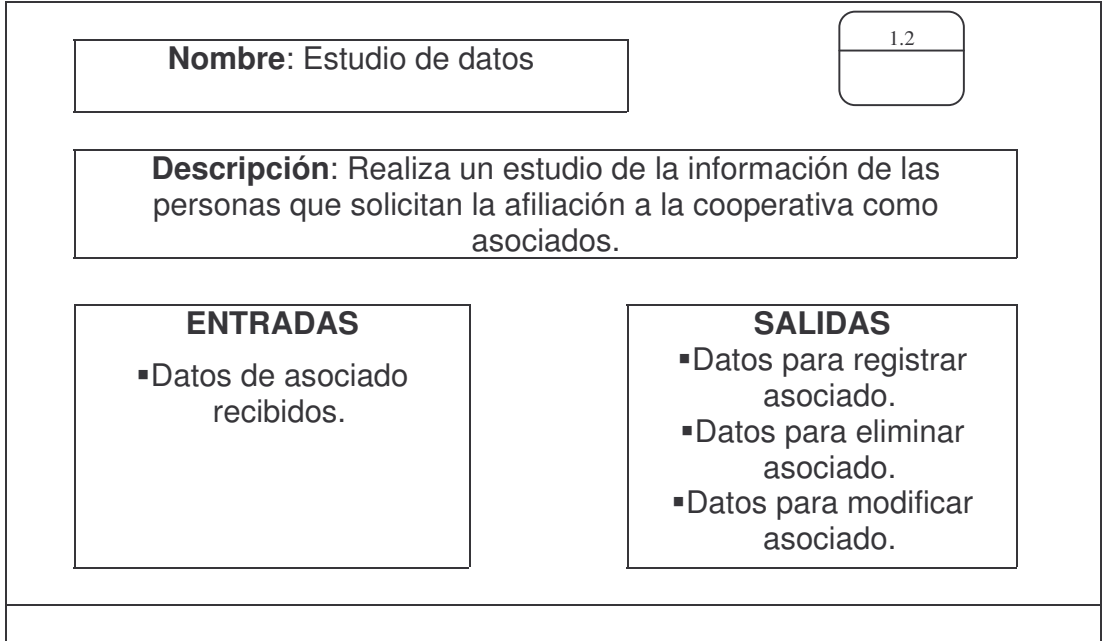 Nombre: Estudio de datos
1.2
Descripción: Realiza un estudio de la información de las
personas que solicitan la afiliación a la cooperativa como
asociados.
ENTRADAS
▪Datos de asociado
recibidos.
SALIDAS
▪Datos para registrar
asociado.
▪Datos para eliminar
asociado.
▪Datos para modificar
asociado.